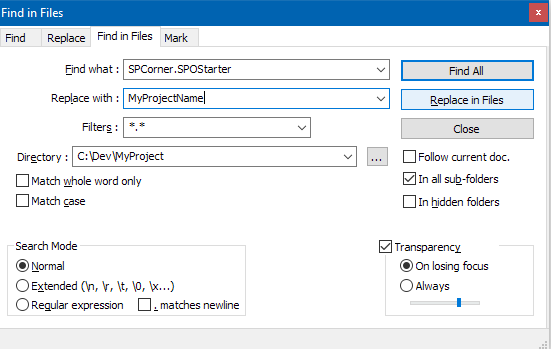 Find in Files
x
Find Replace Find in Files Mark
Find what : SPCorner.SPOStarter Find All
Replace with : MyProjectName Replace in Files
Filters : *.* Close
Directory : C:\Dev\MyProject ... Follow current doc.
Match whole word only In all sub-folders
Match case In hidden folders
Search Mode Transparency
Normal On losing focus
Extended (\n, \r, \t, \0, \x...) Always
Regular expression . matches newline